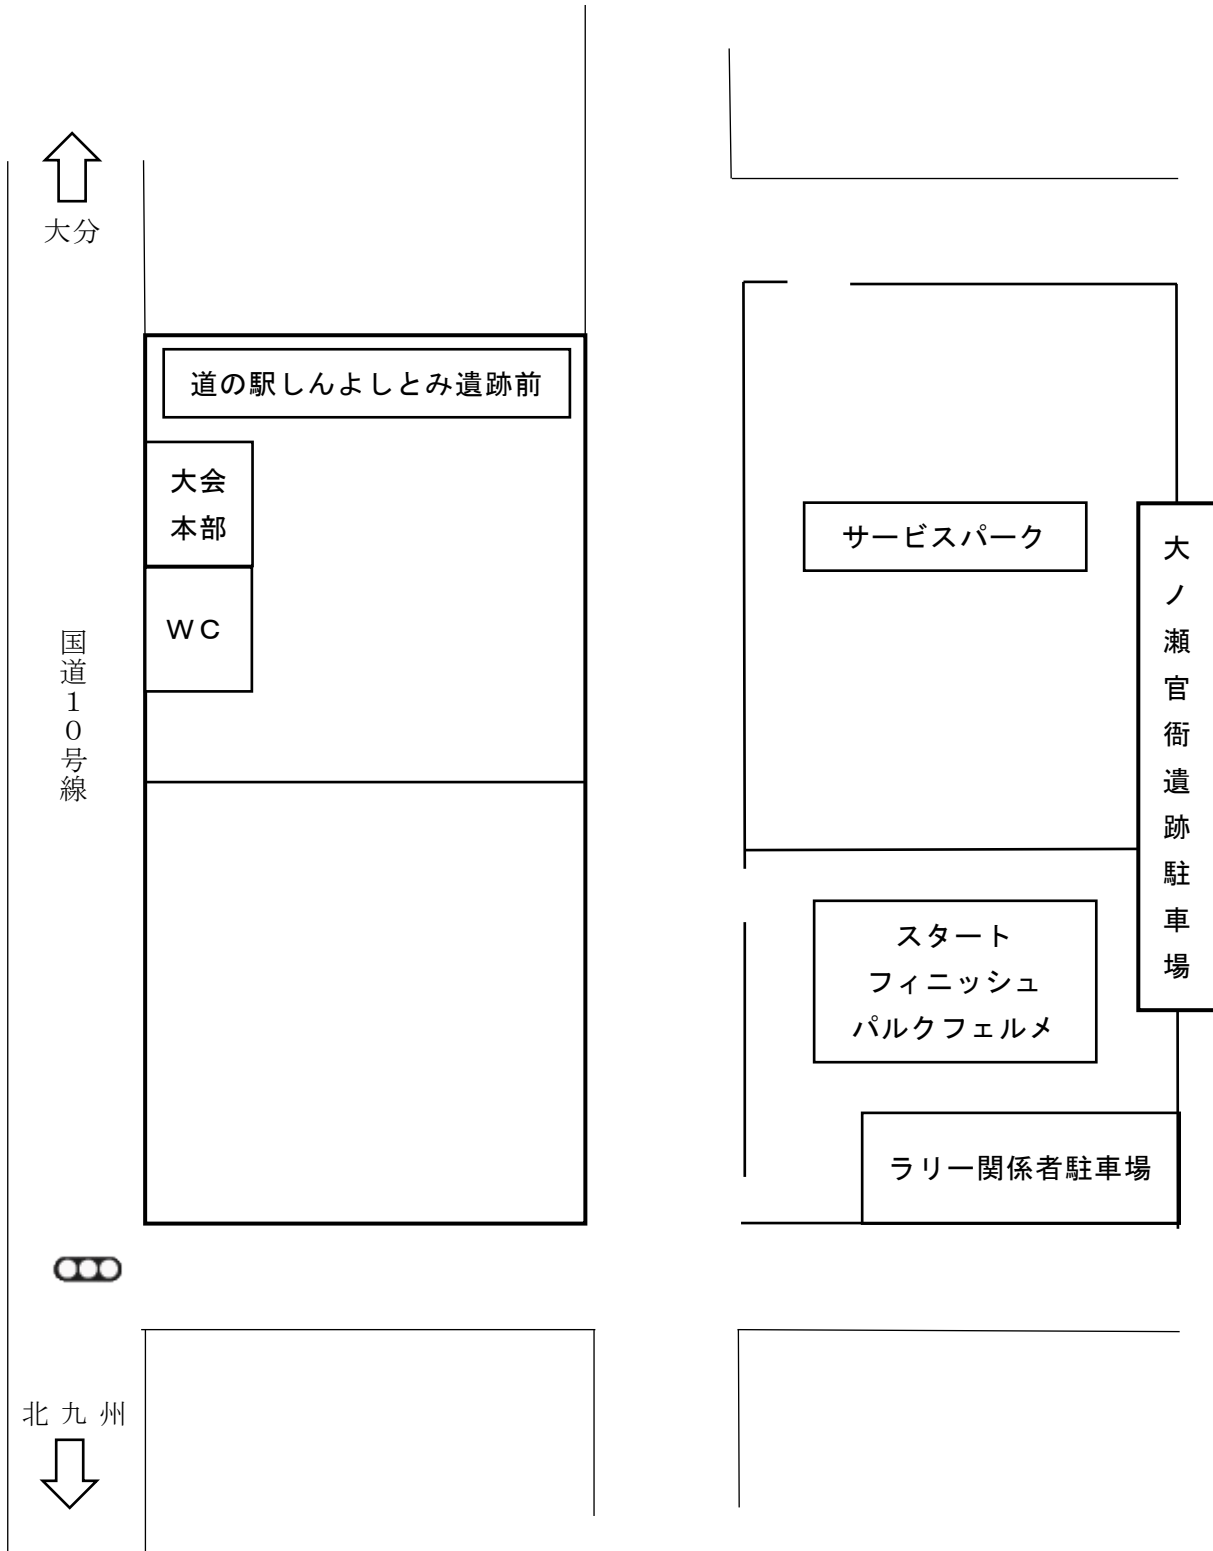 大分
道の駅しんよしとみ遺跡前
大会
本部
ＷＣ
国道１０号線
サービスパーク
大ノ瀬官衙遺跡駐車場
スタート
フィニッシュ
パルクフェルメ
ラリー関係者駐車場
北九州